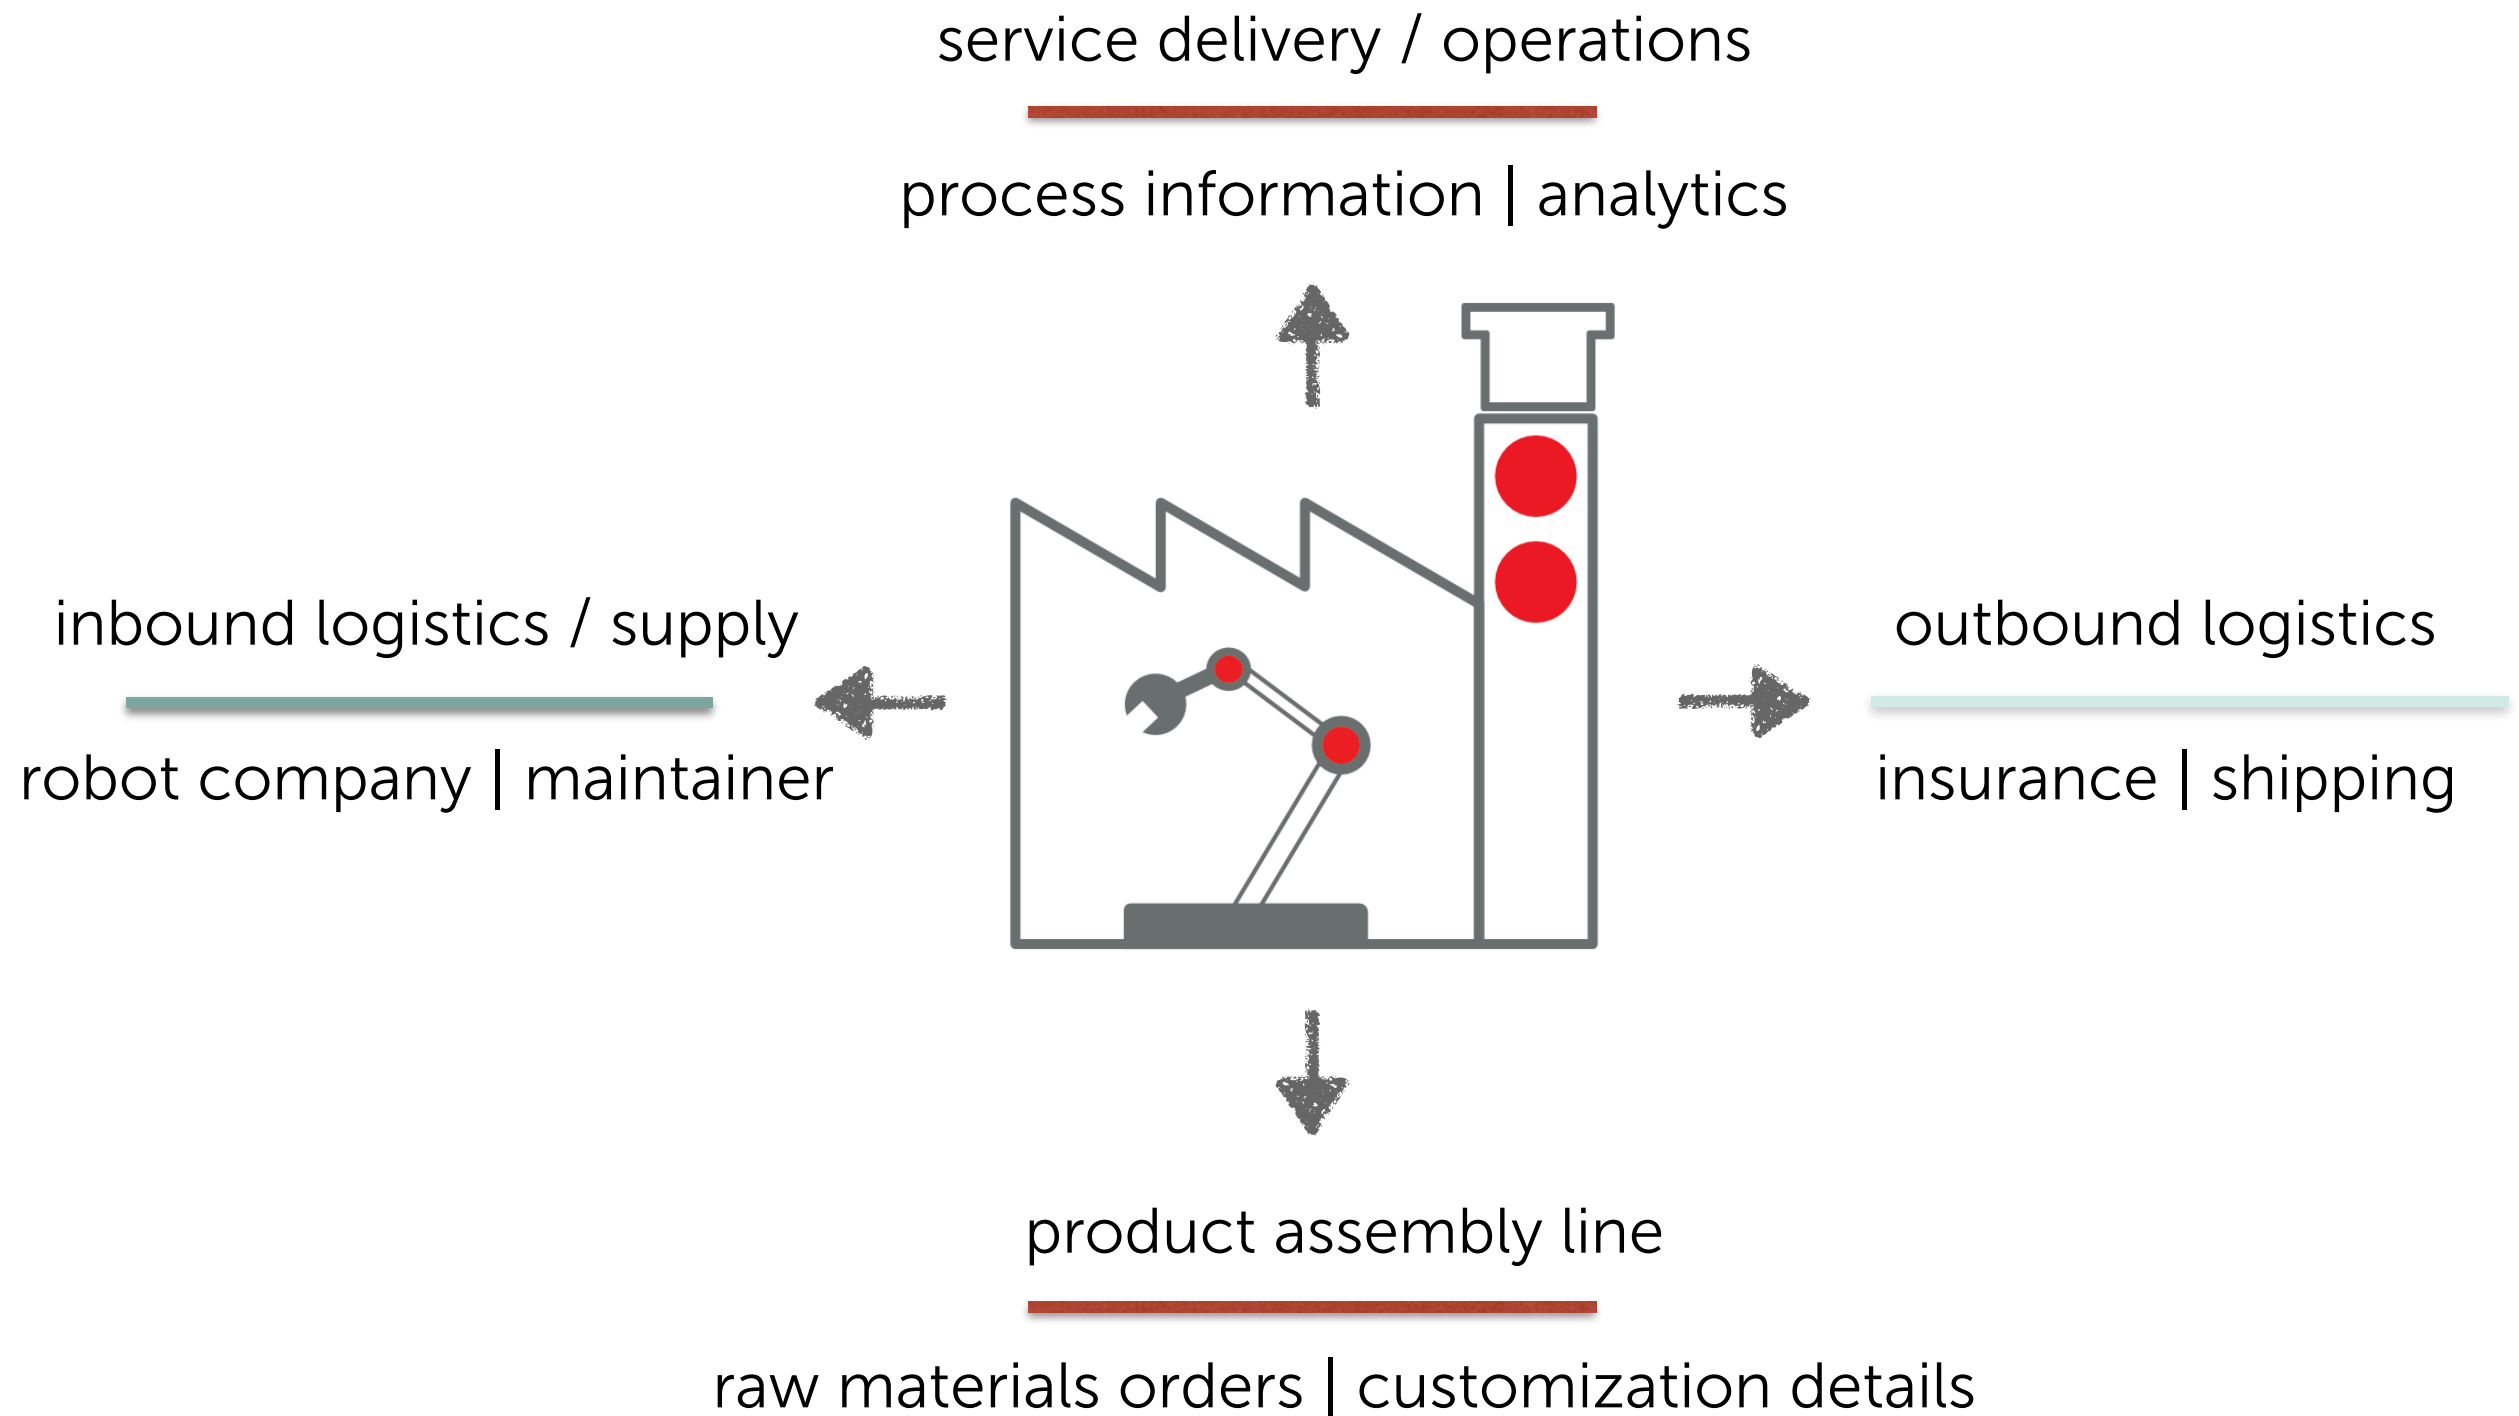 service delivery / operations
process information | analytics
inbound logistics / supply
robot company | maintainer
outbound logistics
insurance | shipping
product assembly line
raw materials orders | customization details